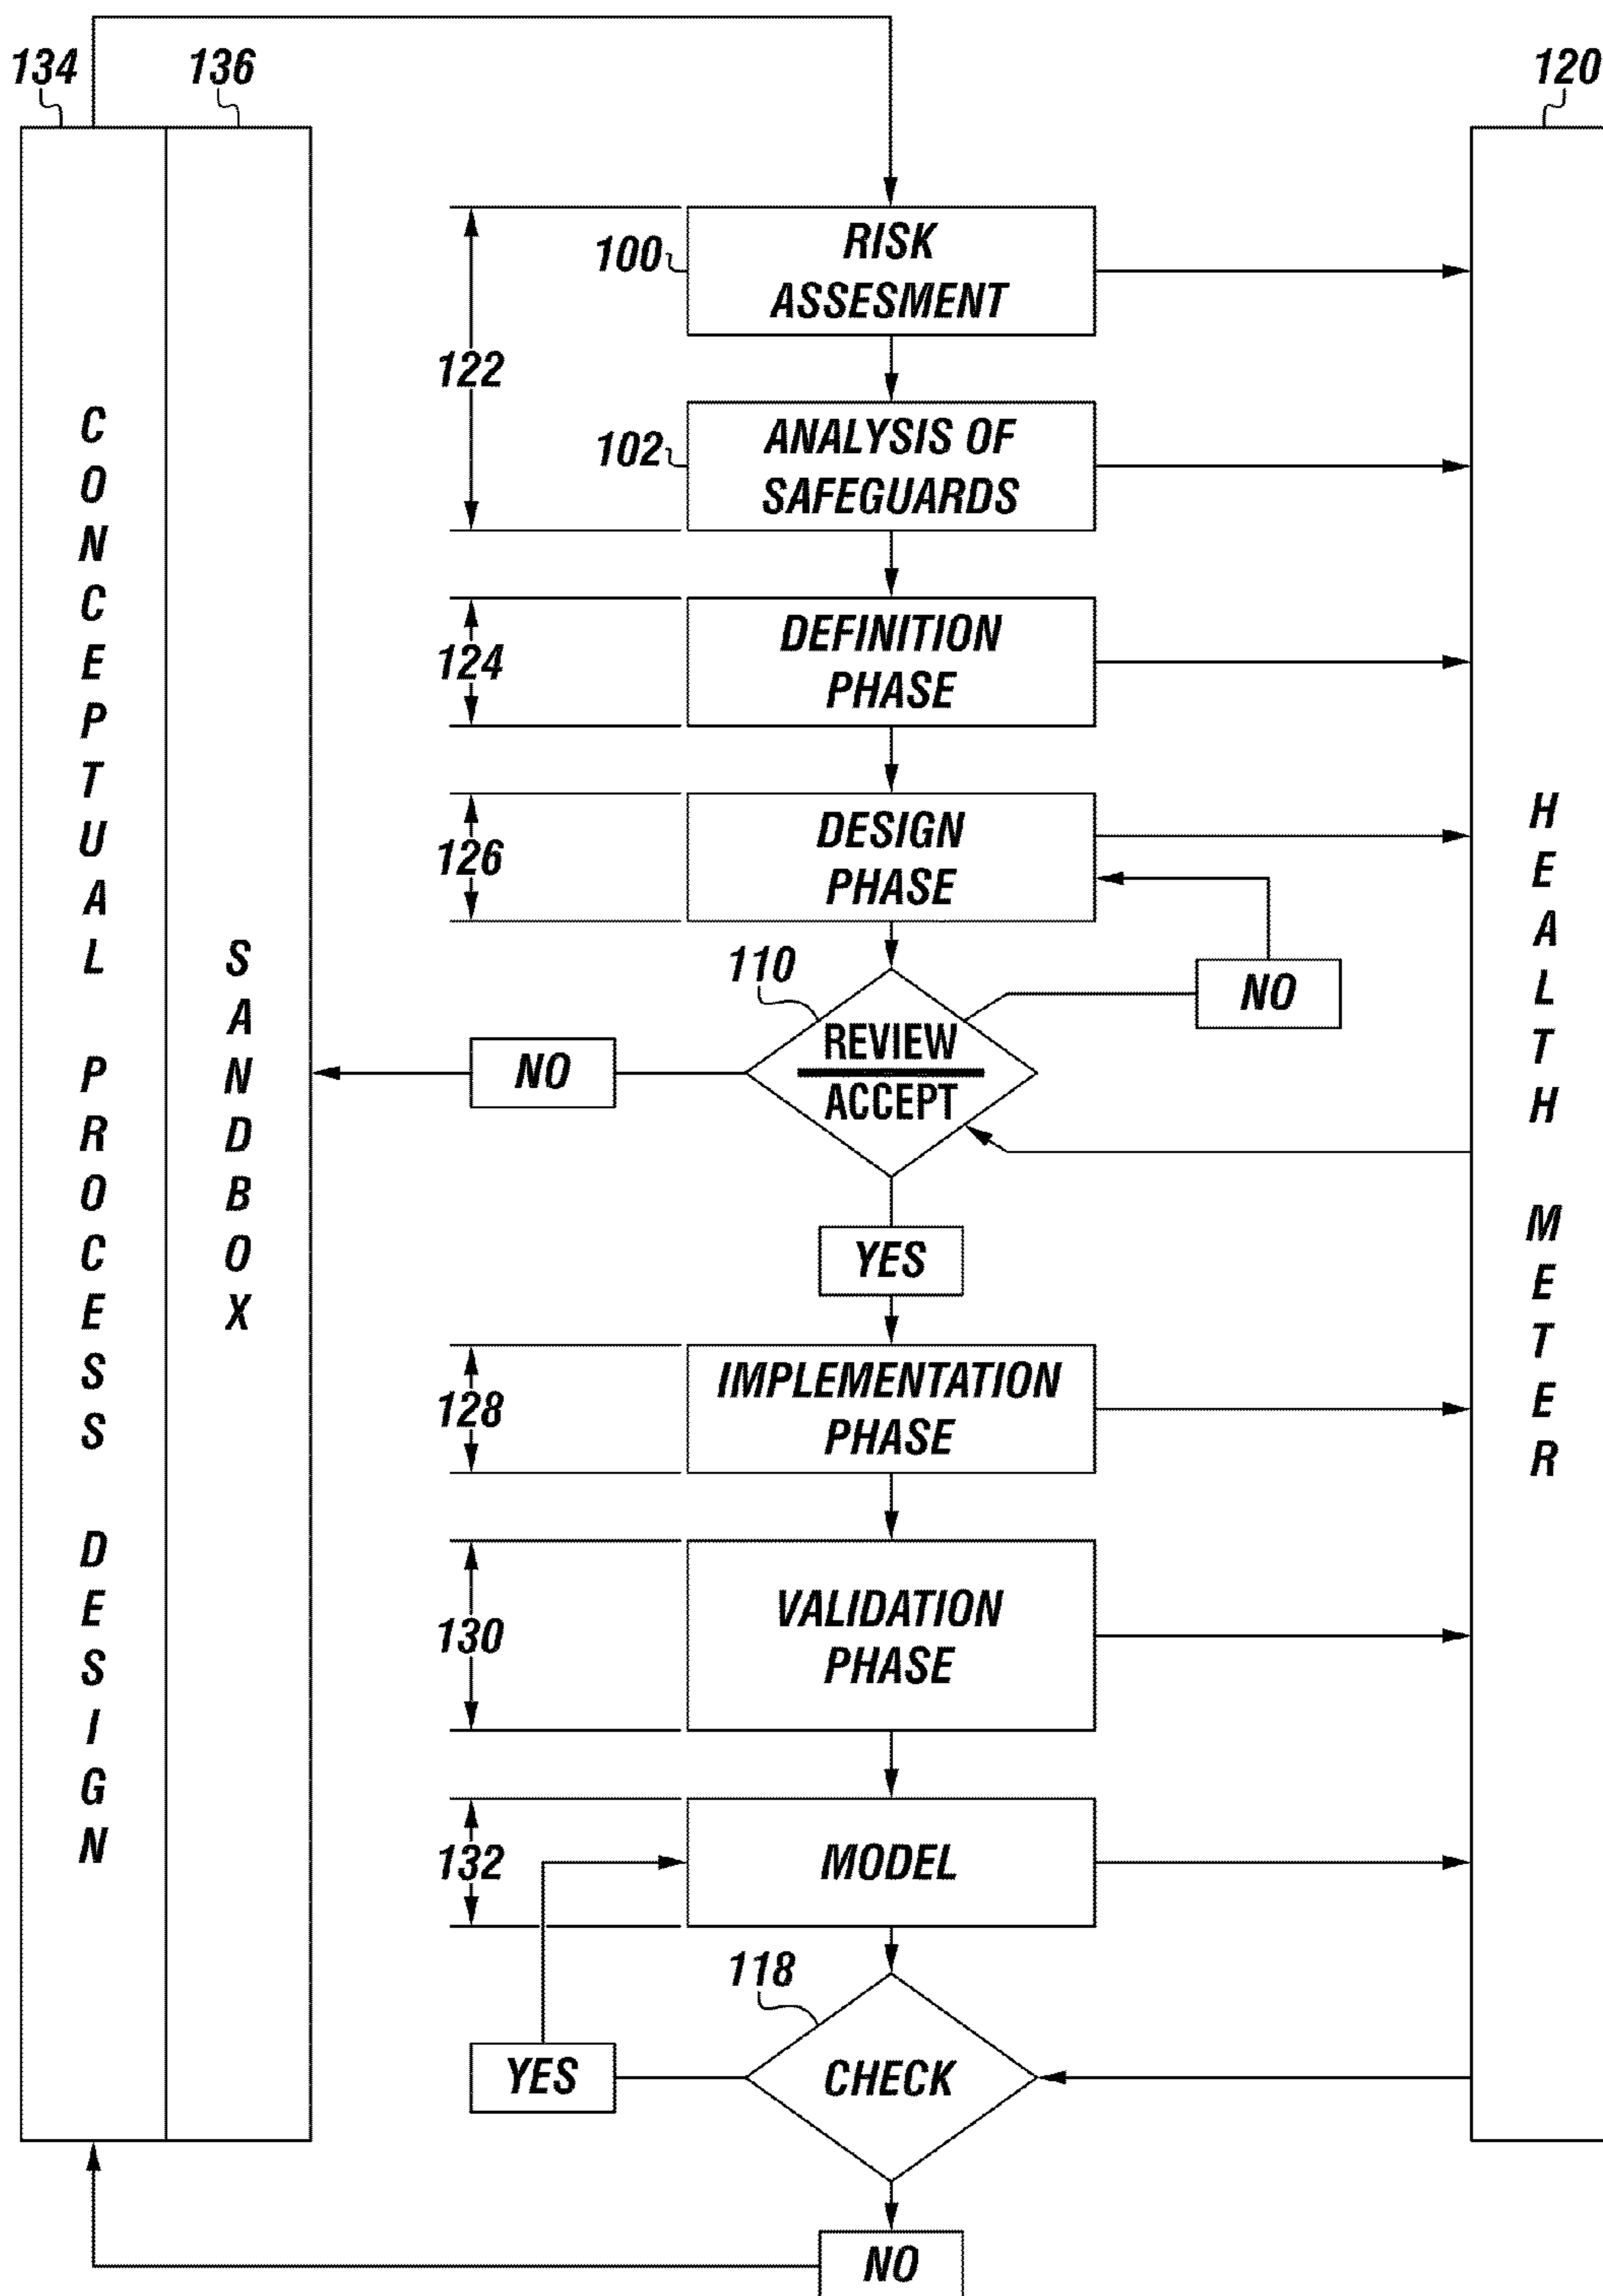 134
136
120
CONCEPTUAL PROCESS DESIGN
SANDBOX
HEALTH METER
122
100
RISK
ASSESMENT
102
ANALYSIS OF
SAFEGUARDS
124
DEFINITION
PHASE
126
DESIGN
PHASE
110
NO
REVIEW
ACCEPT
NO
YES
128
IMPLEMENTATION
PHASE
130
VALIDATION
PHASE
132
MODEL
118
YES
CHECK
NO